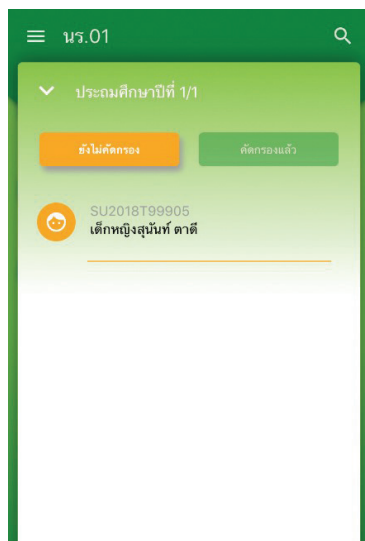 นร.01
ประถมศึกษาปีที่ 1/1
ยังไม่คัดกรอง
คัดกรองแล้ว
SU2018T99905
เด็กหญิงสุนันท์ ตาดี